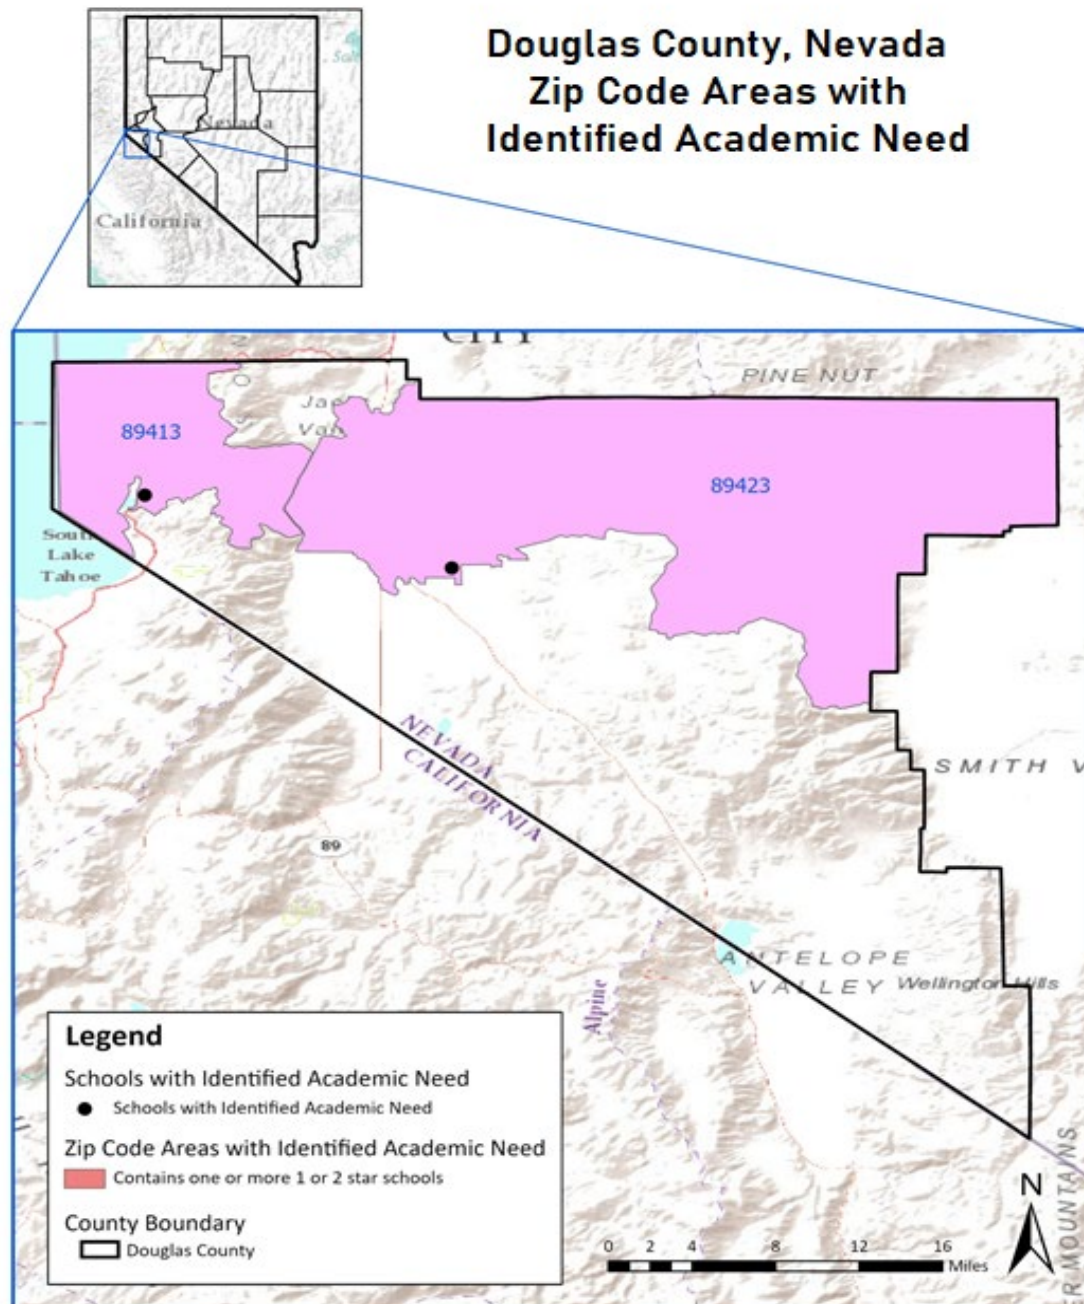 Douglas County, Nevada
Zip Code Areas with
Identified Academic Need
Nevada
California
CITY
PINE NUT
89413
89423
South
Lake
Tahoe
NEVADA
CALIFORNIA
SMITH V
89
ANTELOPE
VALLEY
Wellington Hills
Alpine
Legend
Schools with Identified Academic Need
Schools with Identified Academic Need
Zip Code Areas with Identified Academic Need
Contains one or more 1 or 2 star schools
County Boundary
Douglas County
0 2 4 8 12 16
Miles
N
MOUNTAINS